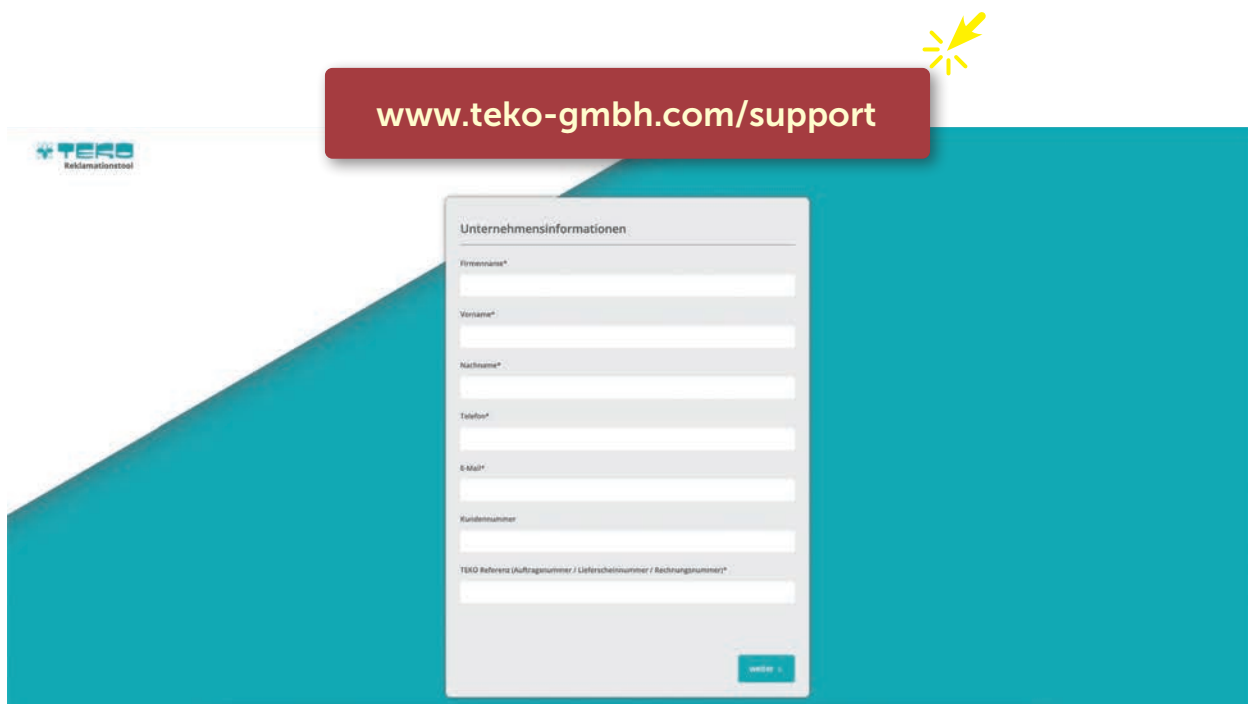 www.teko-gmbh.com/support
TEKO
Reklamationstool
Unternehmensinformationen
Firmenname*
Vorname*
Nachname*
Telefon*
E-Mail*
Kundennummer
TEKO Referenz (Auftragsnummer / Lieferscheinnummer / Rechnungsnummer)*
weiter ›